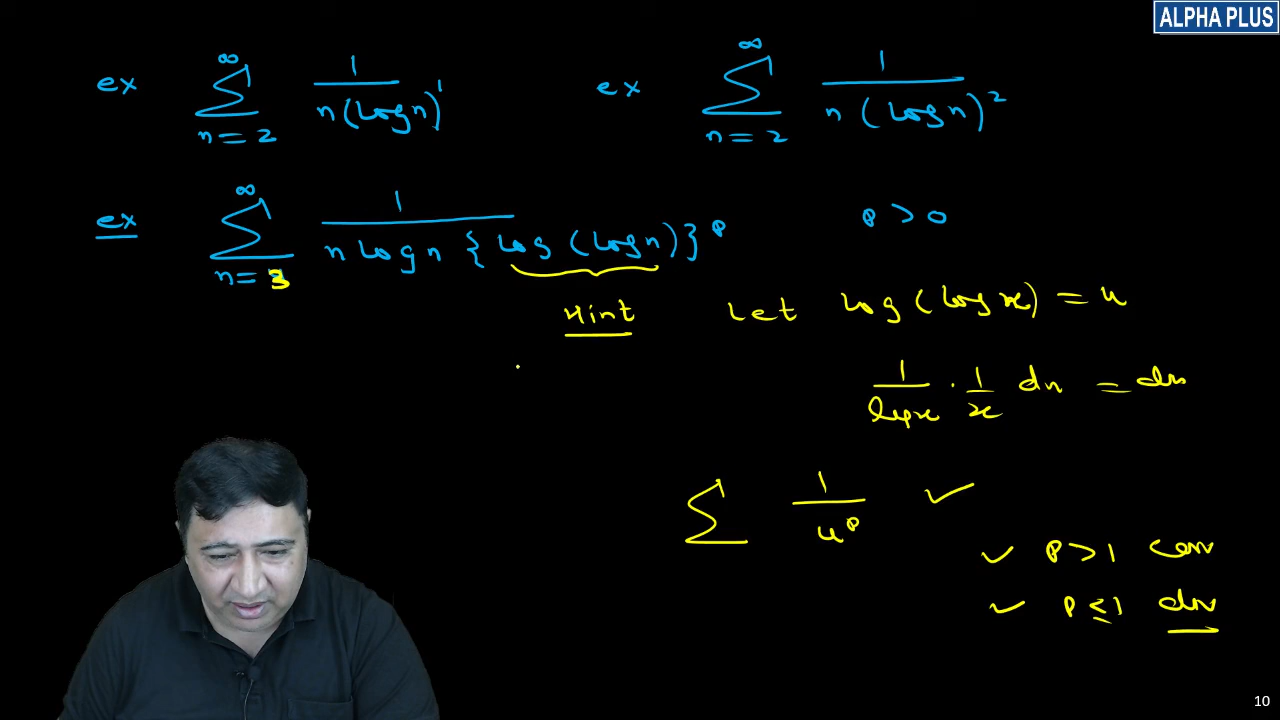 ALPHA PLUS
ex ∞ Σ n = 2 1 / n (log n)¹ ex ∞ Σ n = 2 1 / n (log n)²
ex ∞ Σ n = 3 1 / n log n {log (log n)}ᵖ p > 0
Hint Let log (log x) = u
1 / log x · 1 / x dx = du
Σ 1 / uᵖ ✓
✓ p > 1 conv
✓ p ≤ 1 div
10